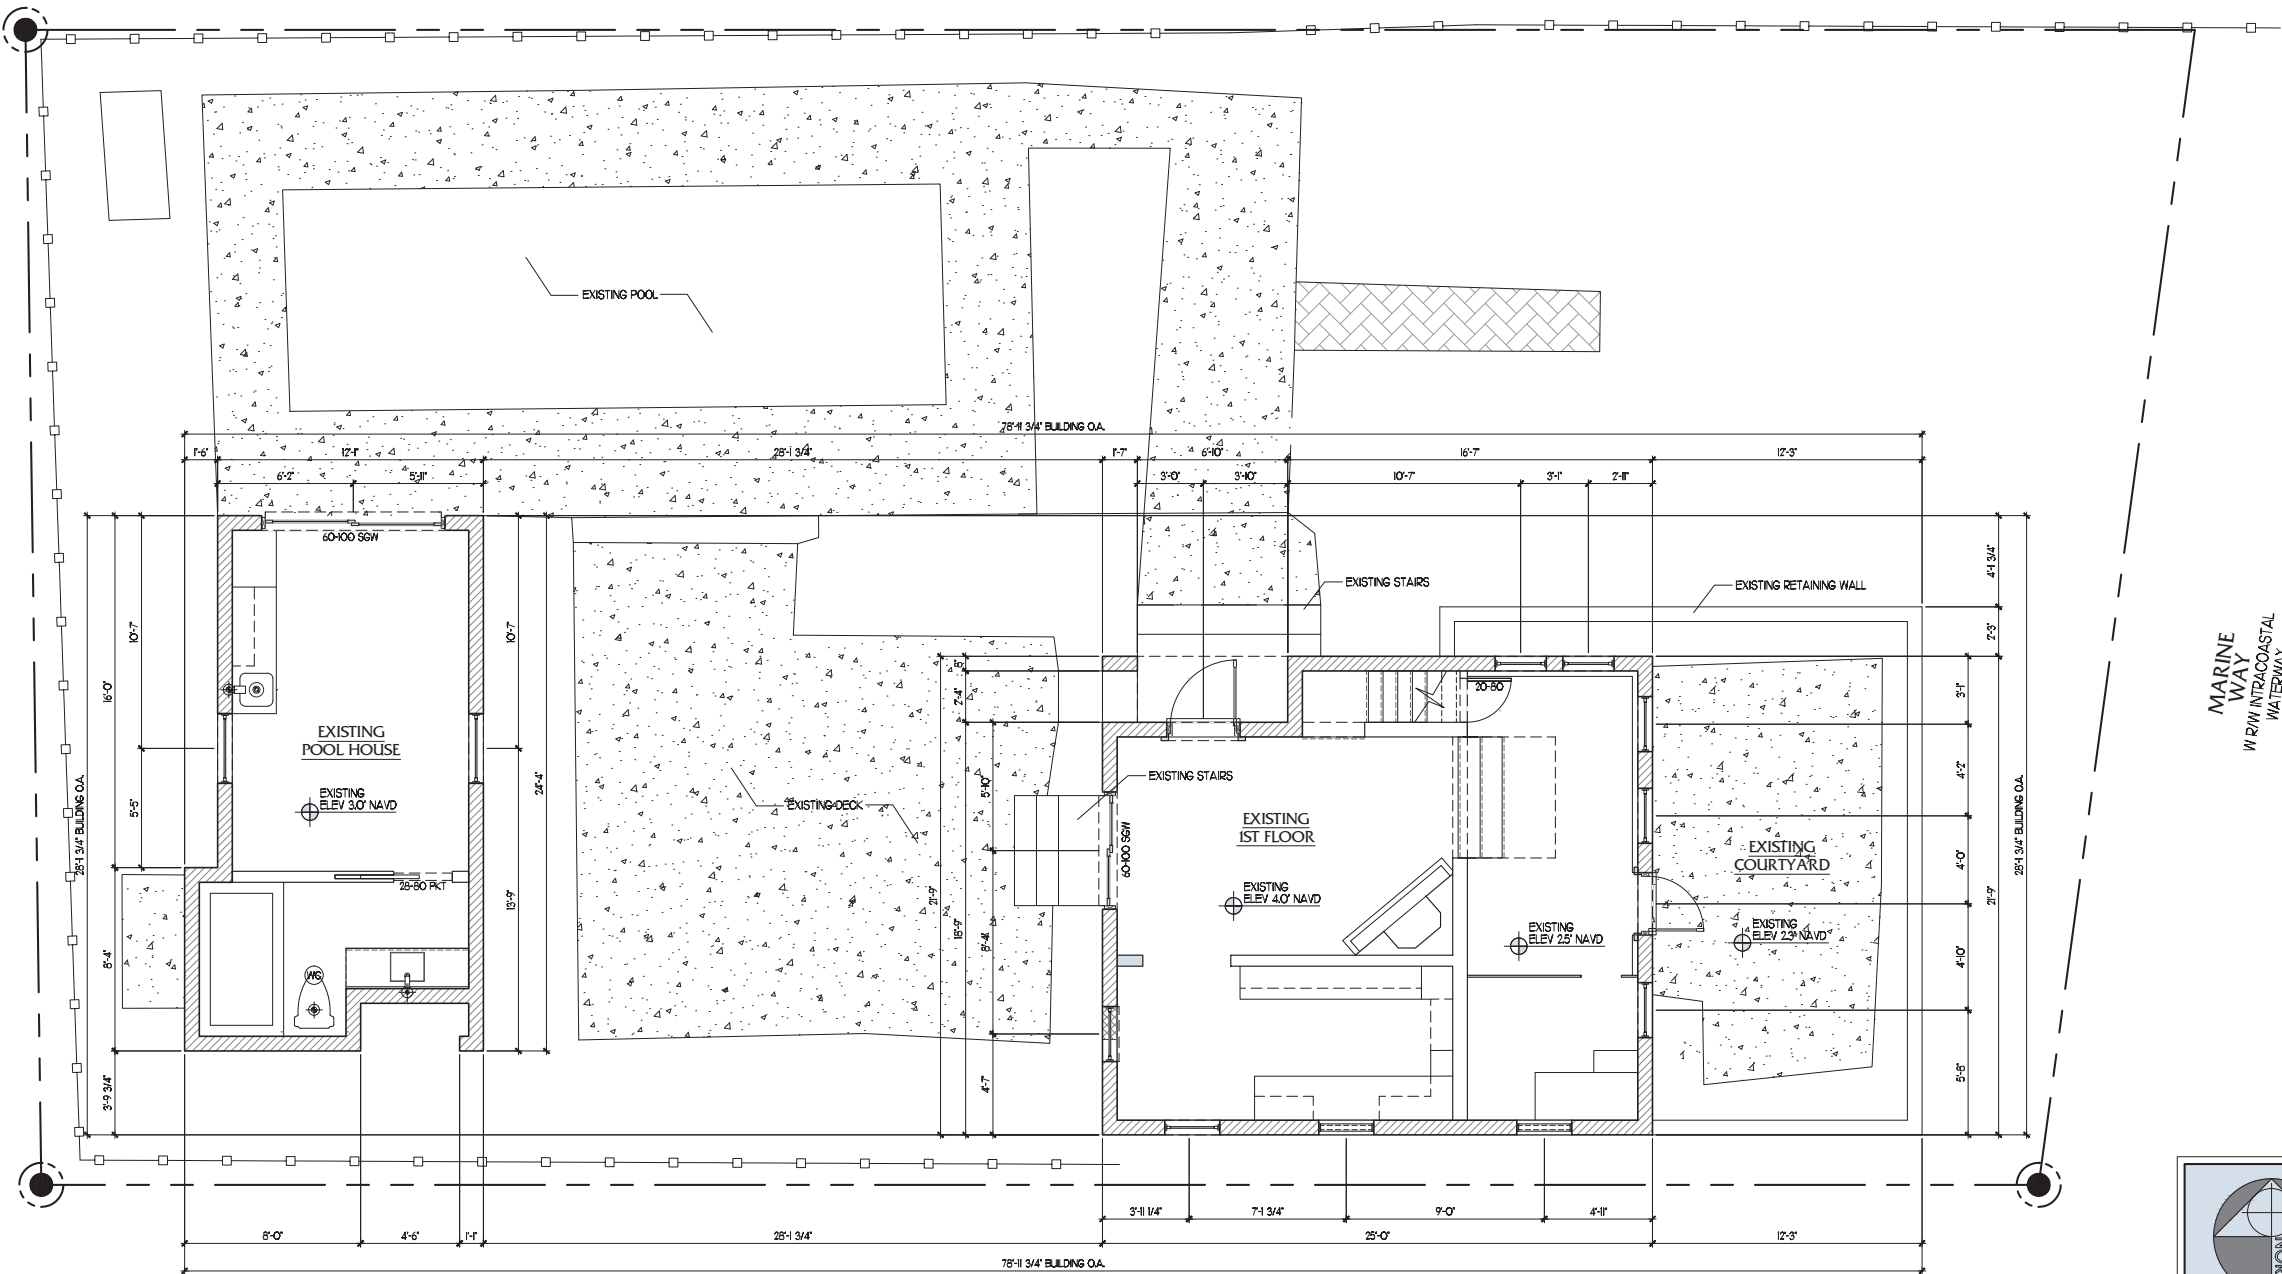 EXISTING POOL
78'-11 3/4" BUILDING O.A.
1'-6"
12'-1"
28'-1 3/4"
1'-7"
6'-10"
16'-7"
12'-3"
6'-2"
5'-11"
3'-0"
3'-10"
10'-7"
3'-1"
2'-11"
60-100 SGW
EXISTING STAIRS
EXISTING RETAINING WALL
4'-1 3/4"
2'-3"
10'-7"
16'-0"
5'-5"
28'-1 3/4" BUILDING O.A.
8'-4"
3'-9 3/4"
EXISTING
POOL HOUSE
EXISTING
ELEV 3.0' NAVD
28-80 PKT
WC
10'-7"
24'-4"
13'-9"
EXISTING DECK
8"
2'-4"
5'-10"
21'-9"
18'-9"
8'-4"
4'-7"
EXISTING STAIRS
60-100 SGW
20-80
EXISTING
1ST FLOOR
EXISTING
ELEV 4.0' NAVD
EXISTING
ELEV 2.5' NAVD
EXISTING
COURTYARD
EXISTING
ELEV 2.3' NAVD
3'-1"
4'-2"
4'-0"
4'-10"
5'-8"
21'-9"
28'-1 3/4" BUILDING O.A.
MARINE
WAY
W R/W INTRACOASTAL
WATERWAY
3'-11 1/4"
7'-1 3/4"
9'-0"
4'-11"
8'-0"
4'-6"
1'-1"
28'-1 3/4"
25'-0"
12'-3"
78'-11 3/4" BUILDING O.A.